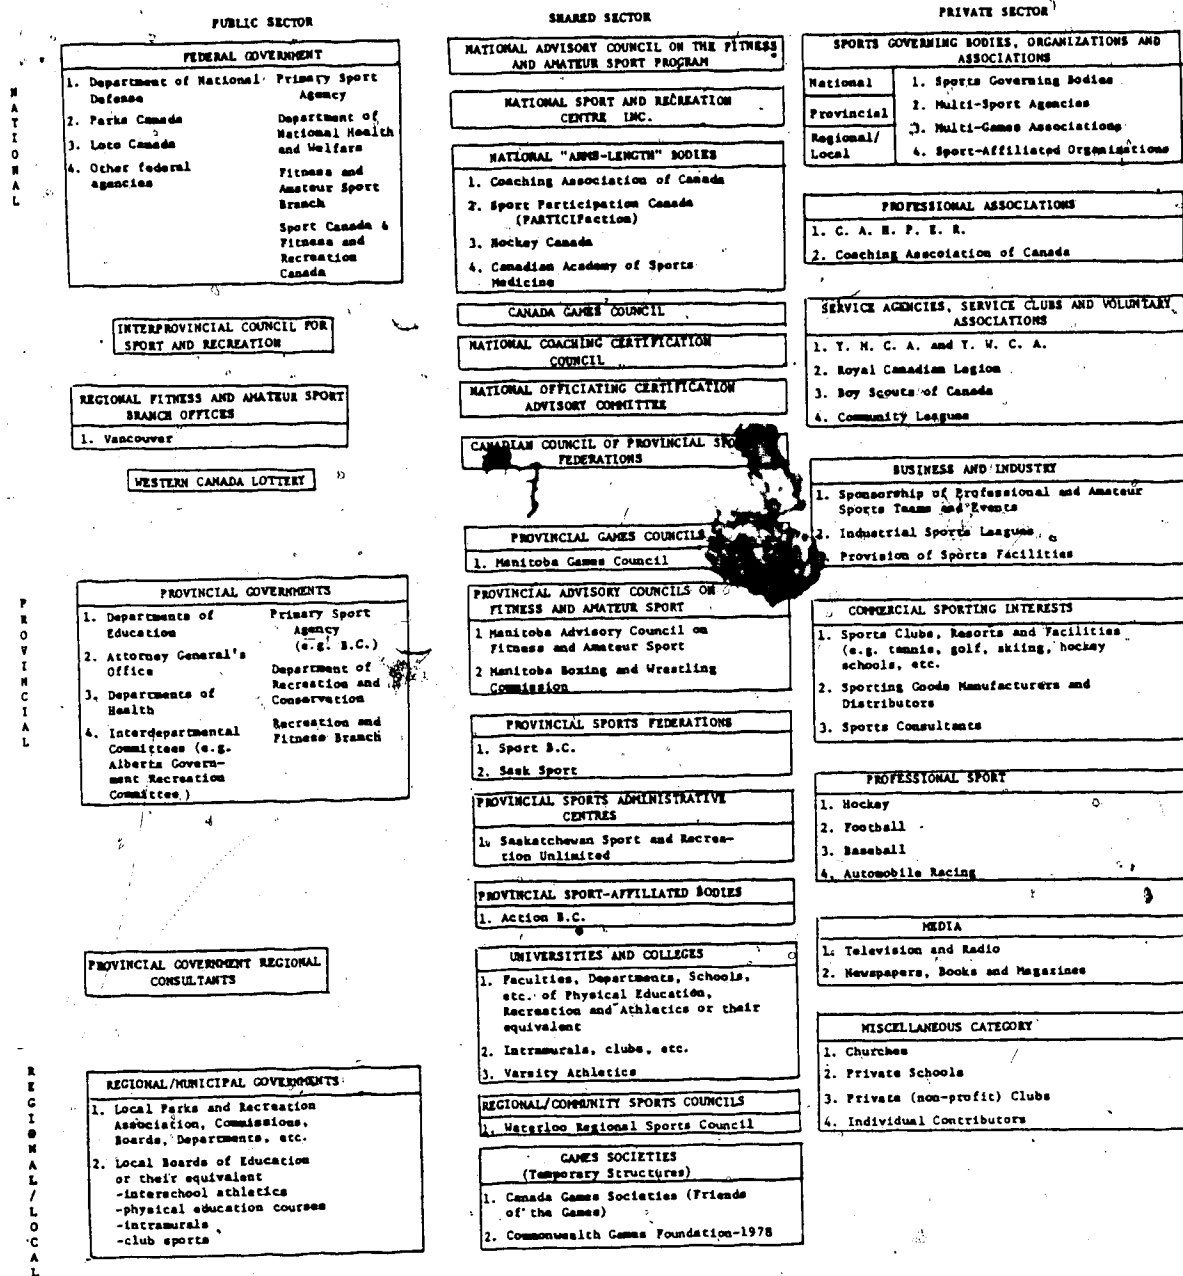 PUBLIC SECTOR
NATIONAL
FEDERAL GOVERNMENT
1. Department of National Defense
2. Parks Canada
3. Loto Canada
4. Other federal agencies
Primary Sport Agency
Department of National Health and Welfare
Fitness and Amateur Sport Branch
Sport Canada & Fitness and Recreation Canada
INTERPROVINCIAL COUNCIL FOR
SPORT AND RECREATION
REGIONAL FITNESS AND AMATEUR SPORT
BRANCH OFFICES
1. Vancouver
WESTERN CANADA LOTTERY
PROVINCIAL
PROVINCIAL GOVERNMENTS
1. Departments of
Education
2. Attorney General's
Office
3. Departments of
Health
4. Interdepartmental
Committees (e.g.
Alberta Govern-
ment Recreation
Committee)
Primary Sport
Agency
(e.g. B.C.)
Department of
Recreation and
Conservation
Recreation and
Fitness Branch
PROVINCIAL GOVERNMENT REGIONAL
CONSULTANTS
REGIONAL/LOCAL
REGIONAL/MUNICIPAL GOVERNMENTS
1. Local Parks and Recreation
Association, Commissions,
Boards, Departments, etc.
2. Local Boards of Education
or their equivalent
-interschool athletics
-physical education courses
-intramurals
-club sports
SHARED SECTOR
NATIONAL ADVISORY COUNCIL ON THE FITNESS
AND AMATEUR SPORT PROGRAM
NATIONAL SPORT AND RECREATION
CENTRE INC.
NATIONAL "ARMS-LENGTH" BODIES
1. Coaching Association of Canada
2. Sport Participation Canada
(PARTICIPaction)
3. Hockey Canada
4. Canadian Academy of Sports
Medicine
CANADA GAMES COUNCIL
NATIONAL COACHING CERTIFICATION
COUNCIL
NATIONAL OFFICIATING CERTIFICATION
ADVISORY COMMITTEE
CANADIAN COUNCIL OF PROVINCIAL
FEDERATIONS
PROVINCIAL GAMES COUNCILS
1. Manitoba Games Council
PROVINCIAL ADVISORY COUNCILS ON
FITNESS AND AMATEUR SPORT
1 Manitoba Advisory Council on
Fitness and Amateur Sport
2 Manitoba Boxing and Wrestling
Commission
PROVINCIAL SPORTS FEDERATIONS
1. Sport B.C.
2. Sask Sport
PROVINCIAL SPORTS ADMINISTRATIVE
CENTRES
1. Saskatchewan Sport and Recrea-
tion Unlimited
PROVINCIAL SPORT-AFFILIATED BODIES
1. Action B.C.
UNIVERSITIES AND COLLEGES
1. Faculties, Departments, Schools,
etc. of Physical Education,
Recreation and Athletics or their
equivalent
2. Intramurals, clubs, etc.
3. Varsity Athletics
REGIONAL/COMMUNITY SPORTS COUNCILS
1. Waterloo Regional Sports Council
GAMES SOCIETIES
(Temporary Structures)
1. Canada Games Societies (Friends
of the Games)
2. Commonwealth Games Foundation-1978
PRIVATE SECTOR
SPORTS GOVERNING BODIES, ORGANIZATIONS AND
ASSOCIATIONS
National
Provincial
Regional/
Local
1. Sports Governing Bodies
2. Multi-Sport Agencies
3. Multi-Games Associations
4. Sport-Affiliated Organizations
PROFESSIONAL ASSOCIATIONS
1. C. A. H. P. E. R.
2. Coaching Association of Canada
SERVICE AGENCIES, SERVICE CLUBS AND VOLUNTARY
ASSOCIATIONS
1. Y. M. C. A. and Y. W. C. A.
2. Royal Canadian Legion
3. Boy Scouts of Canada
4. Community Leagues
BUSINESS AND INDUSTRY
1. Sponsorship of Professional and Amateur
Sports Teams and Events
2. Industrial Sports Leagues
Provision of Sports Facilities
COMMERCIAL SPORTING INTERESTS
1. Sports Clubs, Resorts and Facilities
(e.g. tennis, golf, skiing, hockey
schools, etc.
2. Sporting Goods Manufacturers and
Distributors
3. Sports Consultants
PROFESSIONAL SPORT
1. Hockey
2. Football
3. Baseball
4. Automobile Racing
MEDIA
1. Television and Radio
2. Newspapers, Books and Magazines
MISCELLANEOUS CATEGORY
1. Churches
2. Private Schools
3. Private (non-profit) Clubs
4. Individual Contributors